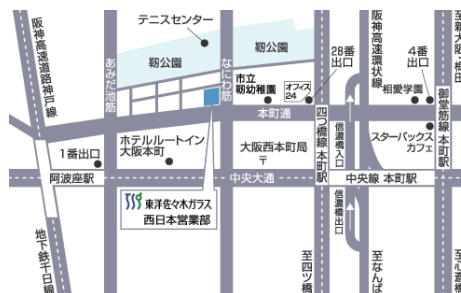 テニスセンター
靭公園
靭公園
阪神高速道路神戸線
あみだ池筋
なにわ筋
市立
靭幼稚園
オフィス
24
28番
出口
阪神高速環状線
4番
出口
至新大阪・梅田
相愛学園
御堂筋線 本町駅
本町通
四つ橋線 本町駅
信濃橋入口
スターバックス
カフェ
ホテルルートイン
大阪本町
大阪西本町局
〒
1番出口
阿波座駅
中央大通
中央線 本町駅
東洋佐々木ガラス
西日本営業部
信濃橋出口
地下鉄千日線
至四ツ橋
至なんば
至心斎橋